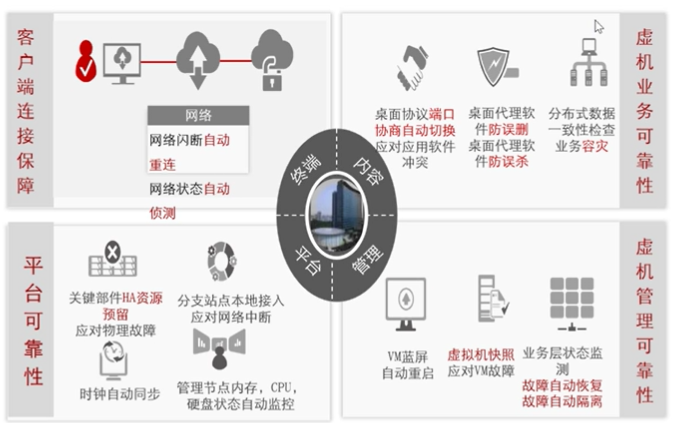 客户端连接保障
网络
网络闪断自动
重连
网络状态自动
侦测
桌面协议端口
协商自动切换
应对应用软件
冲突
桌面代理软
件防误删
桌面代理软
件防误杀
分布式数据
一致性检查
业务容灾
虚机业务可靠性
终端
内容
平台
管理
平台可靠性
关键部件HA资源
预留
应对物理故障
分支站点本地接入
应对网络中断
时钟自动同步
管理节点内存，CPU，
硬盘状态自动监控
VM蓝屏
自动重启
虚拟机快照
应对VM故障
业务层状态监
测
故障自动恢复
故障自动隔离
虚机管理可靠性